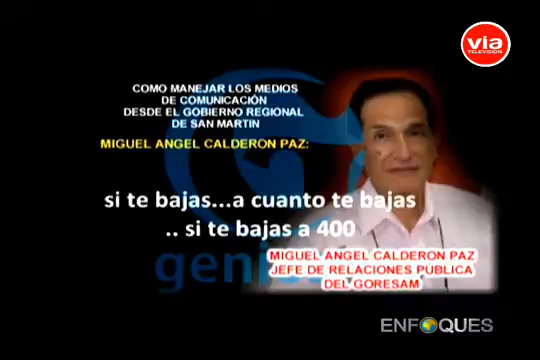 via
TELEVISIÓN
COMO MANEJAR LOS MEDIOS
DE COMUNICACIÓN
DESDE EL GOBIERNO REGIONAL
DE SAN MARTIN
MIGUEL ANGEL CALDERON PAZ:
si te bajas...a cuanto te bajas
.. si te bajas a 400
MIGUEL ANGEL CALDERON PAZ
JEFE DE RELACIONES PÚBLICA
DEL GORESAM
ENFOQUES